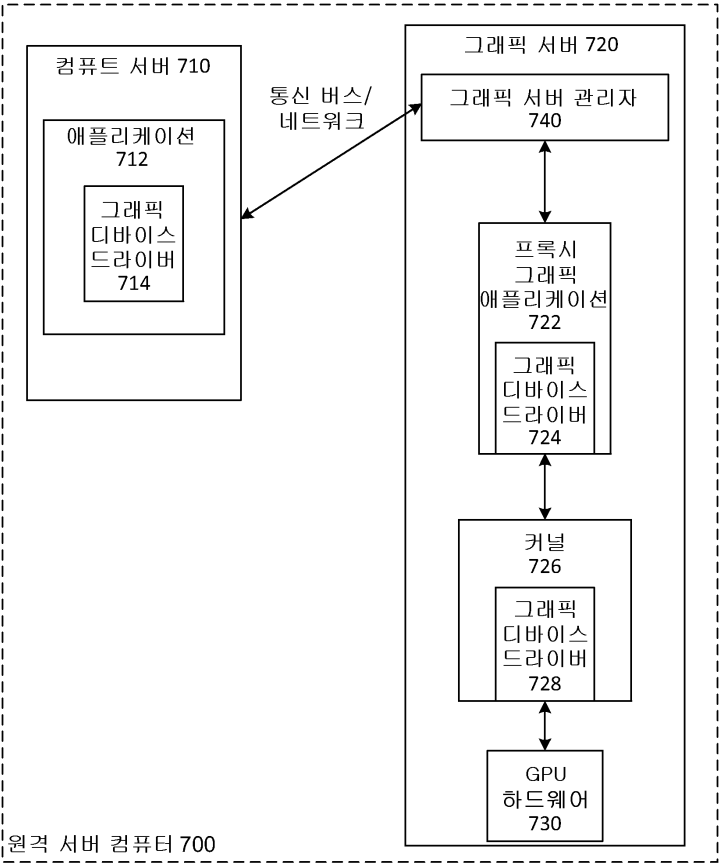 컴퓨트 서버 710
애플리케이션
712
그래픽
디바이스
드라이버
714
통신 버스/
네트워크
그래픽 서버 720
그래픽 서버 관리자
740
프록시
그래픽
애플리케이션
722
그래픽
디바이스
드라이버
724
커널
726
그래픽
디바이스
드라이버
728
GPU
하드웨어
730
원격 서버 컴퓨터 700